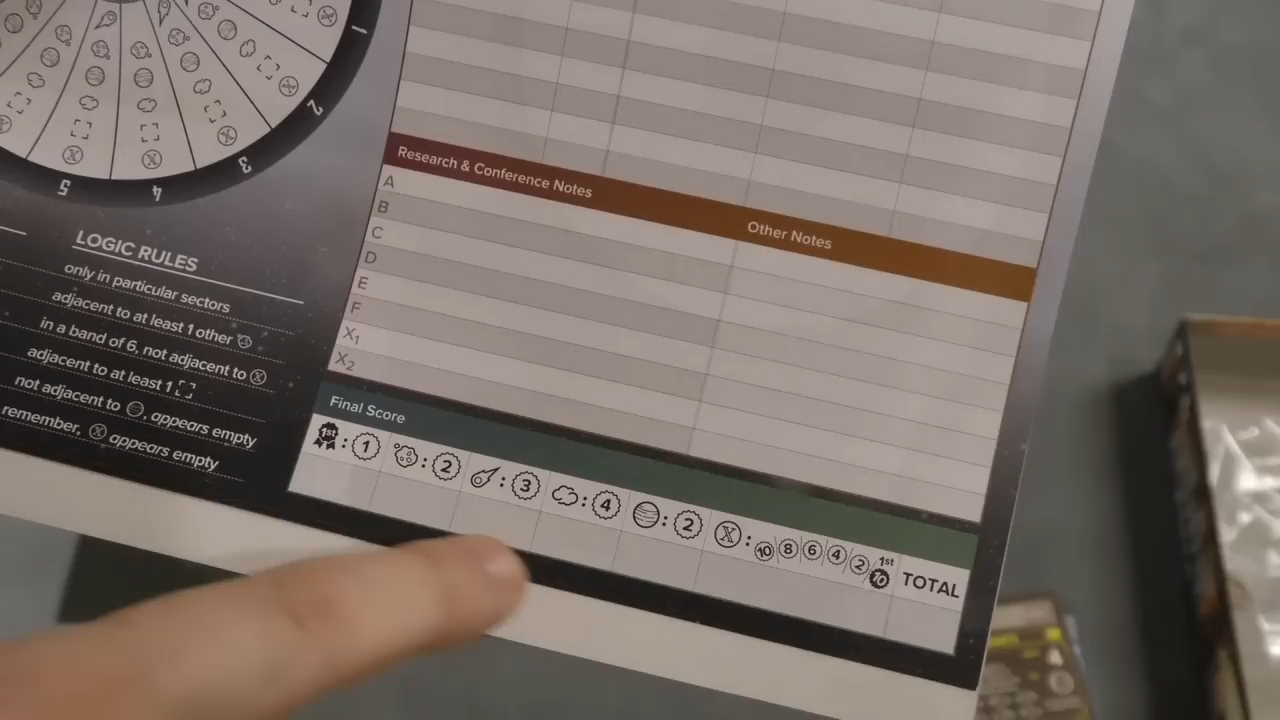 1
2
3
4
5
LOGIC RULES
only in particular sectors
adjacent to at least 1 other
in a band of 6, not adjacent to X
adjacent to at least 1
not adjacent to , appears empty
remember, X appears empty
Research & Conference Notes
Other Notes
A
B
C
D
E
F
X1
X2
Final Score
1st : 1
: 2
: 3
: 4
: 2
X : 10 8 6 4 2 1st 10
TOTAL